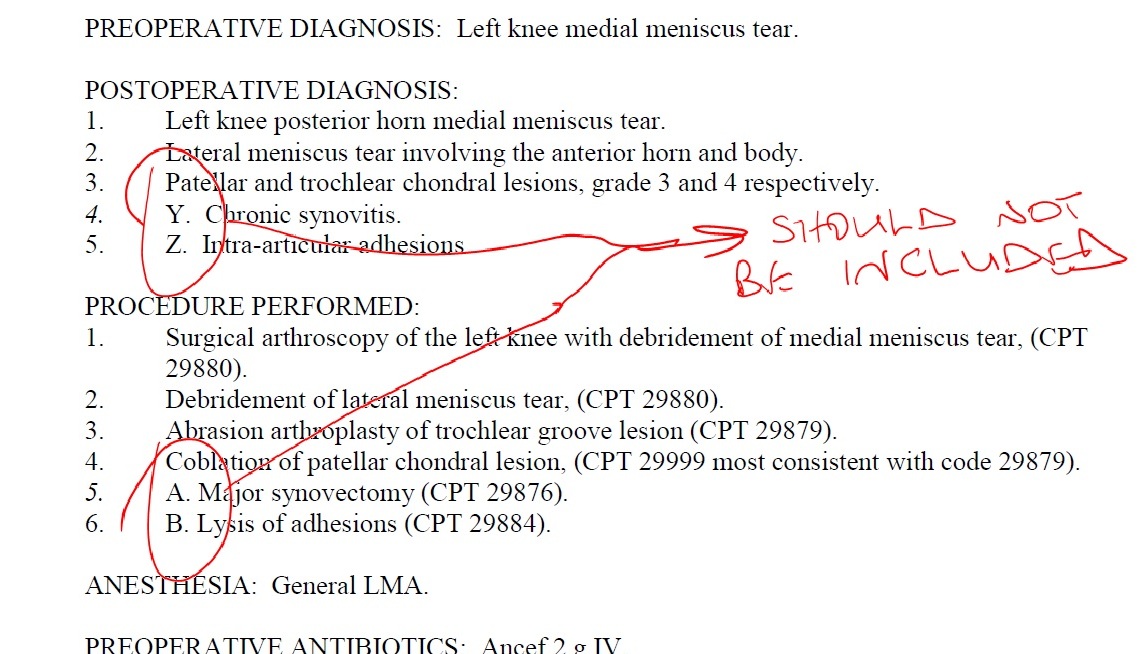 PREOPERATIVE DIAGNOSIS: Left knee medial meniscus tear.
POSTOPERATIVE DIAGNOSIS:
1. Left knee posterior horn medial meniscus tear.
2. Lateral meniscus tear involving the anterior horn and body.
3. Patellar and trochlear chondral lesions, grade 3 and 4 respectively.
4. Y. Chronic synovitis.
5. Z. Intra-articular adhesions
SHOULD NOT
BE INCLUDED
PROCEDURE PERFORMED:
1. Surgical arthroscopy of the left knee with debridement of medial meniscus tear, (CPT
29880).
2. Debridement of lateral meniscus tear, (CPT 29880).
3. Abrasion arthroplasty of trochlear groove lesion (CPT 29879).
4. Coblation of patellar chondral lesion, (CPT 29999 most consistent with code 29879).
5. A. Major synovectomy (CPT 29876).
6. B. Lysis of adhesions (CPT 29884).
ANESTHESIA: General LMA.
PREOPERATIVE ANTIBIOTICS: Ancef 2 g IV